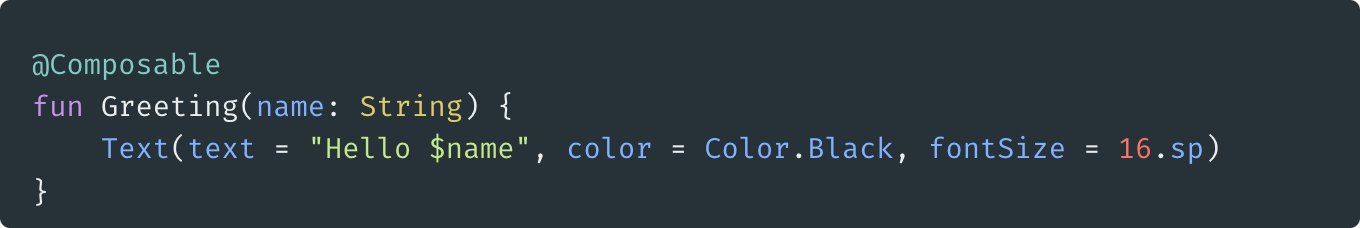 @Composable
fun Greeting(name: String) {
    Text(text = "Hello $name", color = Color.Black, fontSize = 16.sp)
}